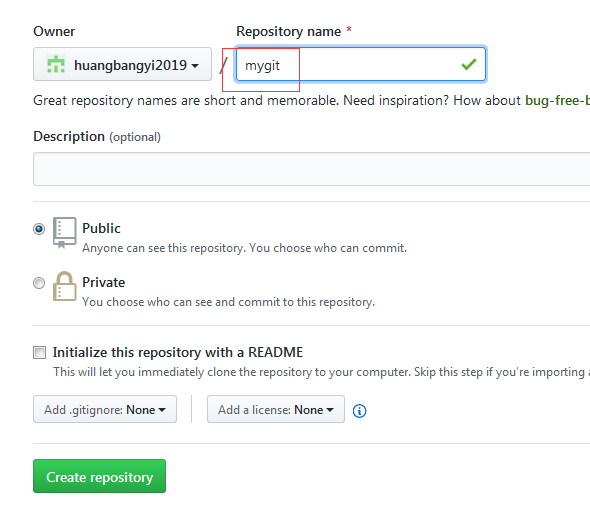 Owner
Repository name *
huangbangyi2019 / mygit
Great repository names are short and memorable. Need inspiration? How about bug-free-b
Description (optional)
Public
Anyone can see this repository. You choose who can commit.
Private
You choose who can see and commit to this repository.
Initialize this repository with a README
This will let you immediately clone the repository to your computer. Skip this step if you're importing a
Add .gitignore: None
Add a license: None
Create repository